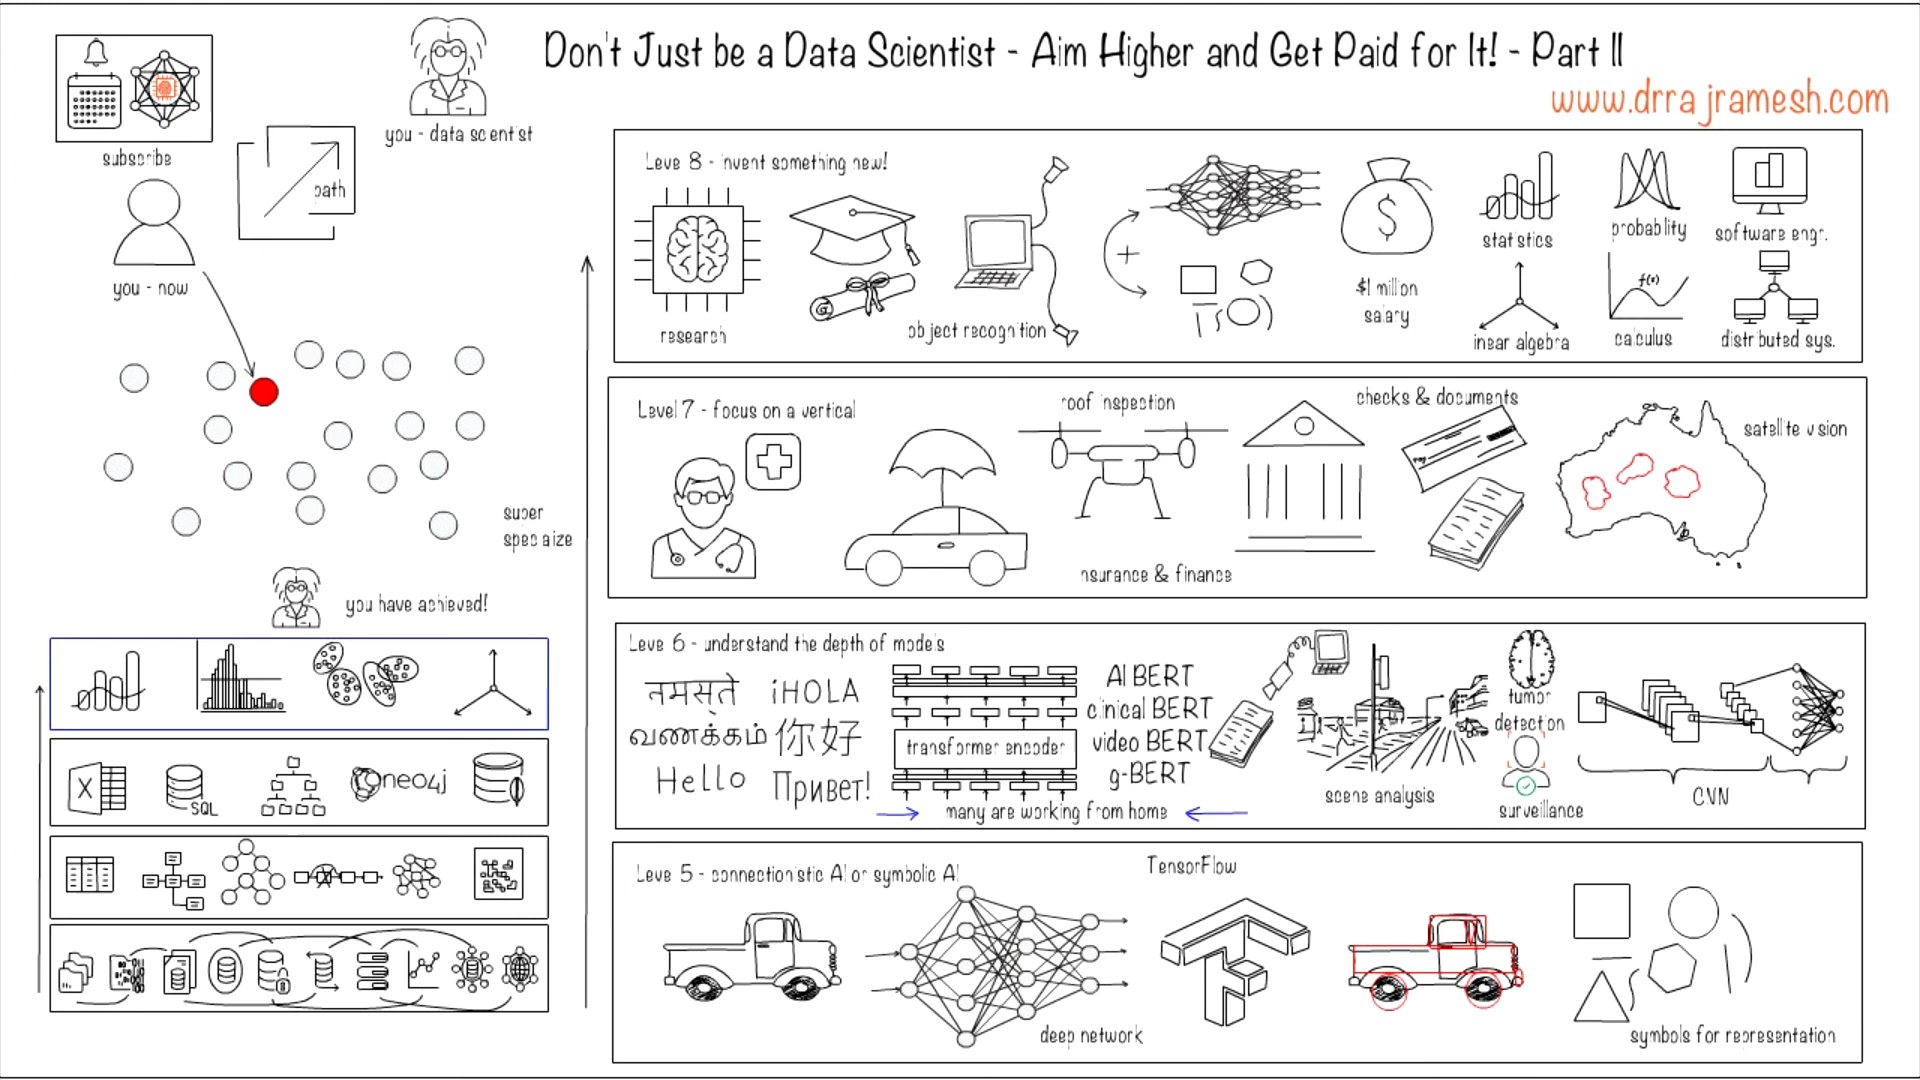 Don't Just be a Data Scientist - Aim Higher and Get Paid for It! - Part II
www.drrajramesh.com
subscribe
you - data scientist
path
you - now
super
specialize
you have achieved!
SQL
neo4j
Level 8 - invent something new!
research
object recognition
+
$
$1 million
salary
statistics
probablity
software engr.
linear algebra
f(x)
calculus
distributed sys.
Level 7 - focus on a vertical
roof inspection
checks & documents
satellite vision
insurance & finance
Level 6 - understand the depth of models
नमस्ते
¡HOLA
வணக்கம்
你好
Hello
Привет!
transformer encoder
AlBERT
clinical BERT
video BERT
g-BERT
many are working from home
scene analysis
tumor
detection
surveillance
CVN
Level 5 - connectionistic AI or symbolic AI
TensorFlow
deep network
symbols for representation